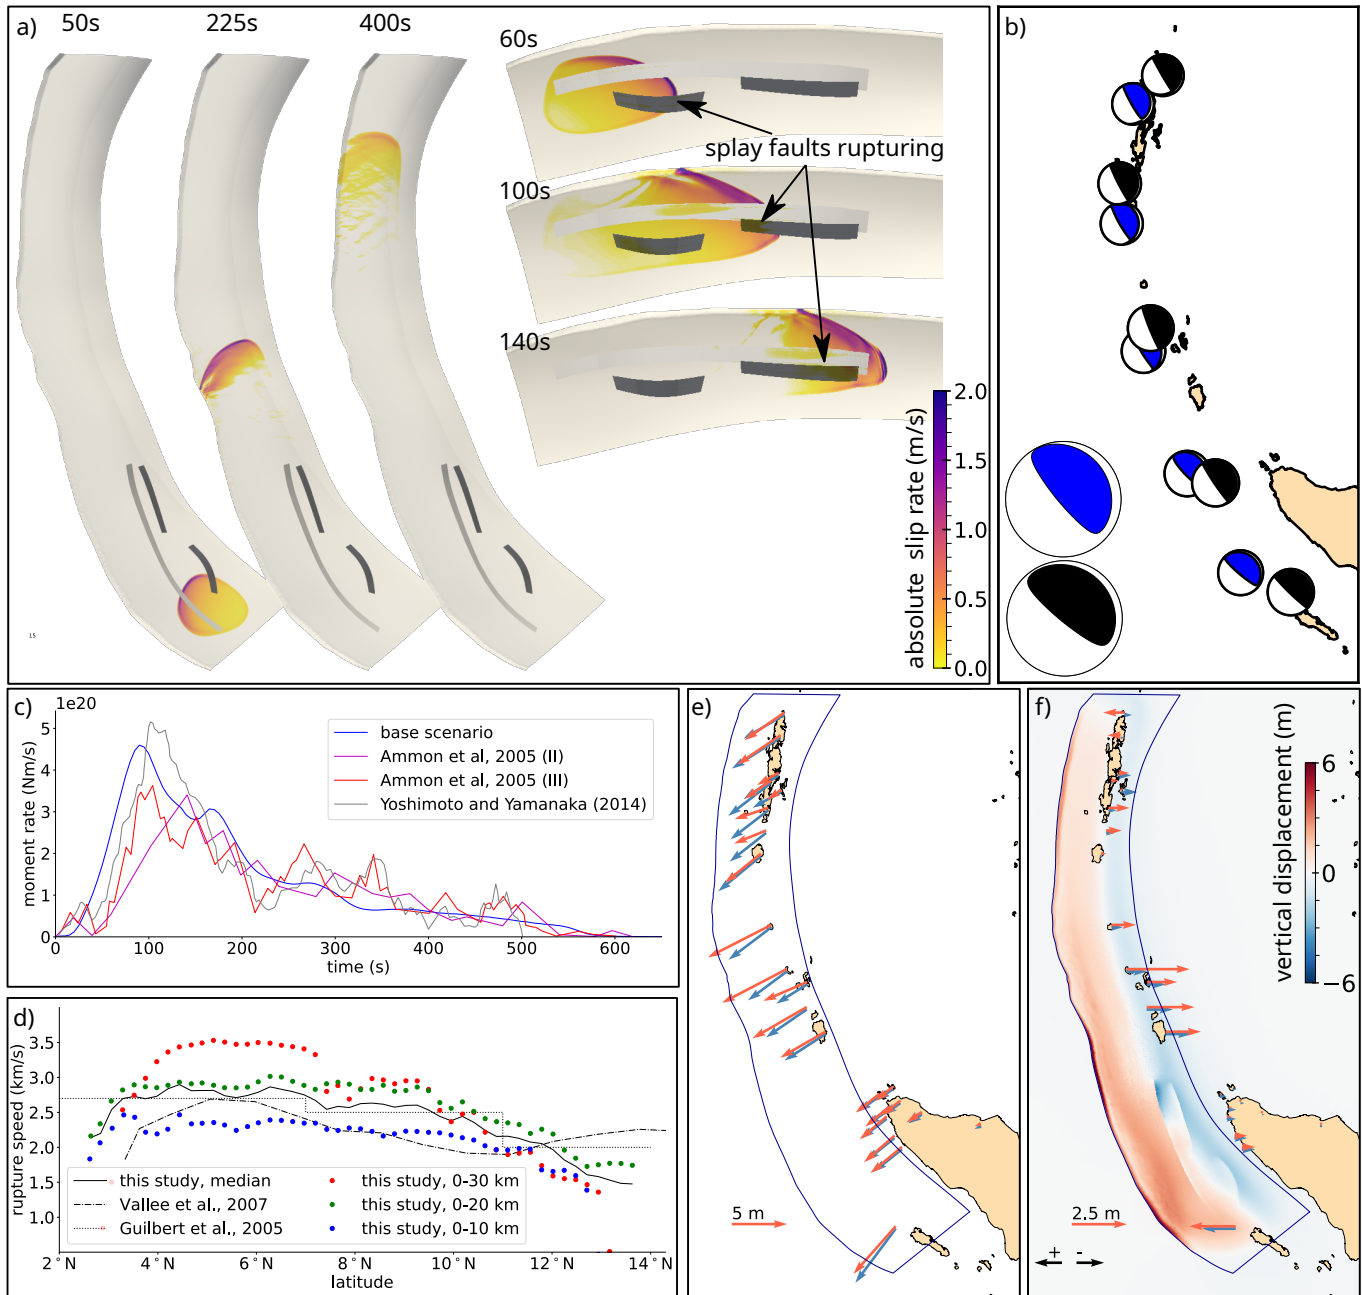 a)
50s
225s
400s
60s
splay faults rupturing
100s
140s
absolute slip rate (m/s)
2.0
1.5
1.0
0.5
0.0
15
b)
c)
1e20
moment rate (Nm/s)
5
4
3
2
1
0
base scenario
Ammon et al, 2005 (II)
Ammon et al, 2005 (III)
Yoshimoto and Yamanaka (2014)
0 100 200 300 400 500 600
time (s)
d)
rupture speed (km/s)
3.5
3.0
2.5
2.0
1.5
1.0
this study, median
Vallee et al., 2007
Guilbert et al., 2005
this study, 0-30 km
this study, 0-20 km
this study, 0-10 km
2°N 4°N 6°N 8°N 10°N 12°N 14°N
latitude
e)
5 m
f)
vertical displacement (m)
6
0
−6
2.5 m
+ -